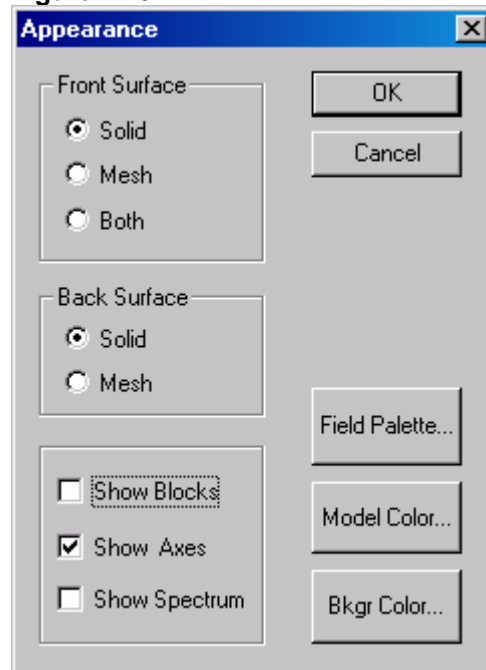 Appearance
Front Surface
Solid
Mesh
Both
OK
Cancel
Back Surface
Solid
Mesh
Field Palette...
Show Blocks
Show Axes
Show Spectrum
Model Color...
Bkgr Color...